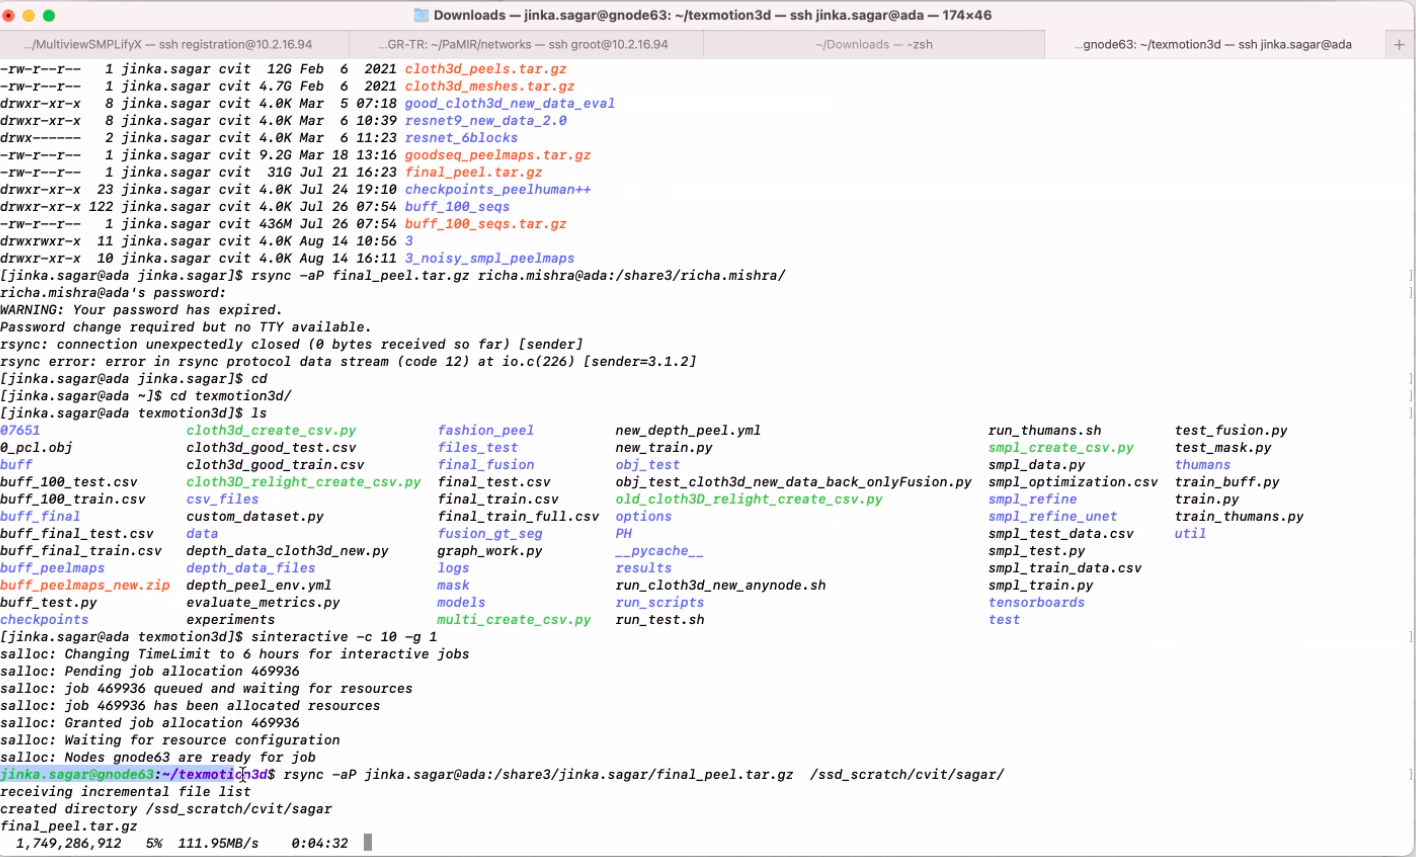 Downloads — jinka.sagar@gnode63: ~/texmotion3d — ssh jinka.sagar@ada — 174×46
.../MultiviewSMPLifyX — ssh registration@10.2.16.94 ...GR-TR: ~/PaMIR/networks — ssh groot@10.2.16.94 ~/Downloads — -zsh ...gnode63: ~/texmotion3d — ssh jinka.sagar@ada +
-rw-r--r-- 1 jinka.sagar cvit 12G Feb 6 2021 cloth3d_peels.tar.gz
-rw-r--r-- 1 jinka.sagar cvit 4.7G Feb 6 2021 cloth3d_meshes.tar.gz
drwxr-xr-x 8 jinka.sagar cvit 4.0K Mar 5 07:18 good_cloth3d_new_data_eval
drwxr-xr-x 8 jinka.sagar cvit 4.0K Mar 6 10:39 resnet9_new_data_2.0
drwx------ 2 jinka.sagar cvit 4.0K Mar 6 11:23 resnet_6blocks
-rw-r--r-- 1 jinka.sagar cvit 9.2G Mar 18 13:16 goodseq_peelmaps.tar.gz
-rw-r--r-- 1 jinka.sagar cvit 31G Jul 21 16:23 final_peel.tar.gz
drwxr-xr-x 23 jinka.sagar cvit 4.0K Jul 24 19:10 checkpoints_peelhuman++
drwxr-xr-x 122 jinka.sagar cvit 4.0K Jul 26 07:54 buff_100_seqs
-rw-r--r-- 1 jinka.sagar cvit 436M Jul 26 07:54 buff_100_seqs.tar.gz
drwxrwxr-x 11 jinka.sagar cvit 4.0K Aug 14 10:56 3
drwxr-xr-x 10 jinka.sagar cvit 4.0K Aug 14 16:11 3_noisy_smpl_peelmaps
[jinka.sagar@ada jinka.sagar]$ rsync -aP final_peel.tar.gz richa.mishra@ada:/share3/richa.mishra/
richa.mishra@ada's password:
WARNING: Your password has expired.
Password change required but no TTY available.
rsync: connection unexpectedly closed (0 bytes received so far) [sender]
rsync error: error in rsync protocol data stream (code 12) at io.c(226) [sender=3.1.2]
[jinka.sagar@ada jinka.sagar]$ cd
[jinka.sagar@ada ~]$ cd texmotion3d/
[jinka.sagar@ada texmotion3d]$ ls
07651 cloth3d_create_csv.py fashion_peel new_depth_peel.yml run_thumans.sh test_fusion.py
0_pcl.obj cloth3d_good_test.csv files_test new_train.py smpl_create_csv.py test_mask.py
buff cloth3d_good_train.csv final_fusion obj_test smpl_data.py thumans
buff_100_test.csv cloth3D_relight_create_csv.py final_test.csv obj_test_cloth3d_new_data_back_onlyFusion.py smpl_optimization.csv train_buff.py
buff_100_train.csv csv_files final_train.csv old_cloth3D_relight_create_csv.py smpl_refine train.py
buff_final custom_dataset.py final_train_full.csv options smpl_refine_unet train_thumans.py
buff_final_test.csv data fusion_gt_seg PH smpl_test_data.csv util
buff_final_train.csv depth_data_cloth3d_new.py graph_work.py __pycache__ smpl_test.py
buff_peelmaps depth_data_files logs results smpl_train_data.csv
buff_peelmaps_new.zip depth_peel_env.yml mask run_cloth3d_new_anynode.sh smpl_train.py
buff_test.py evaluate_metrics.py models run_scripts tensorboards
checkpoints experiments multi_create_csv.py run_test.sh test
[jinka.sagar@ada texmotion3d]$ sinteractive -c 10 -g 1
salloc: Changing TimeLimit to 6 hours for interactive jobs
salloc: Pending job allocation 469936
salloc: job 469936 queued and waiting for resources
salloc: job 469936 has been allocated resources
salloc: Granted job allocation 469936
salloc: Waiting for resource configuration
salloc: Nodes gnode63 are ready for job
jinka.sagar@gnode63:~/texmotion3d$ rsync -aP jinka.sagar@ada:/share3/jinka.sagar/final_peel.tar.gz /ssd_scratch/cvit/sagar/
receiving incremental file list
created directory /ssd_scratch/cvit/sagar
final_peel.tar.gz
1,749,286,912 5% 111.95MB/s 0:04:32